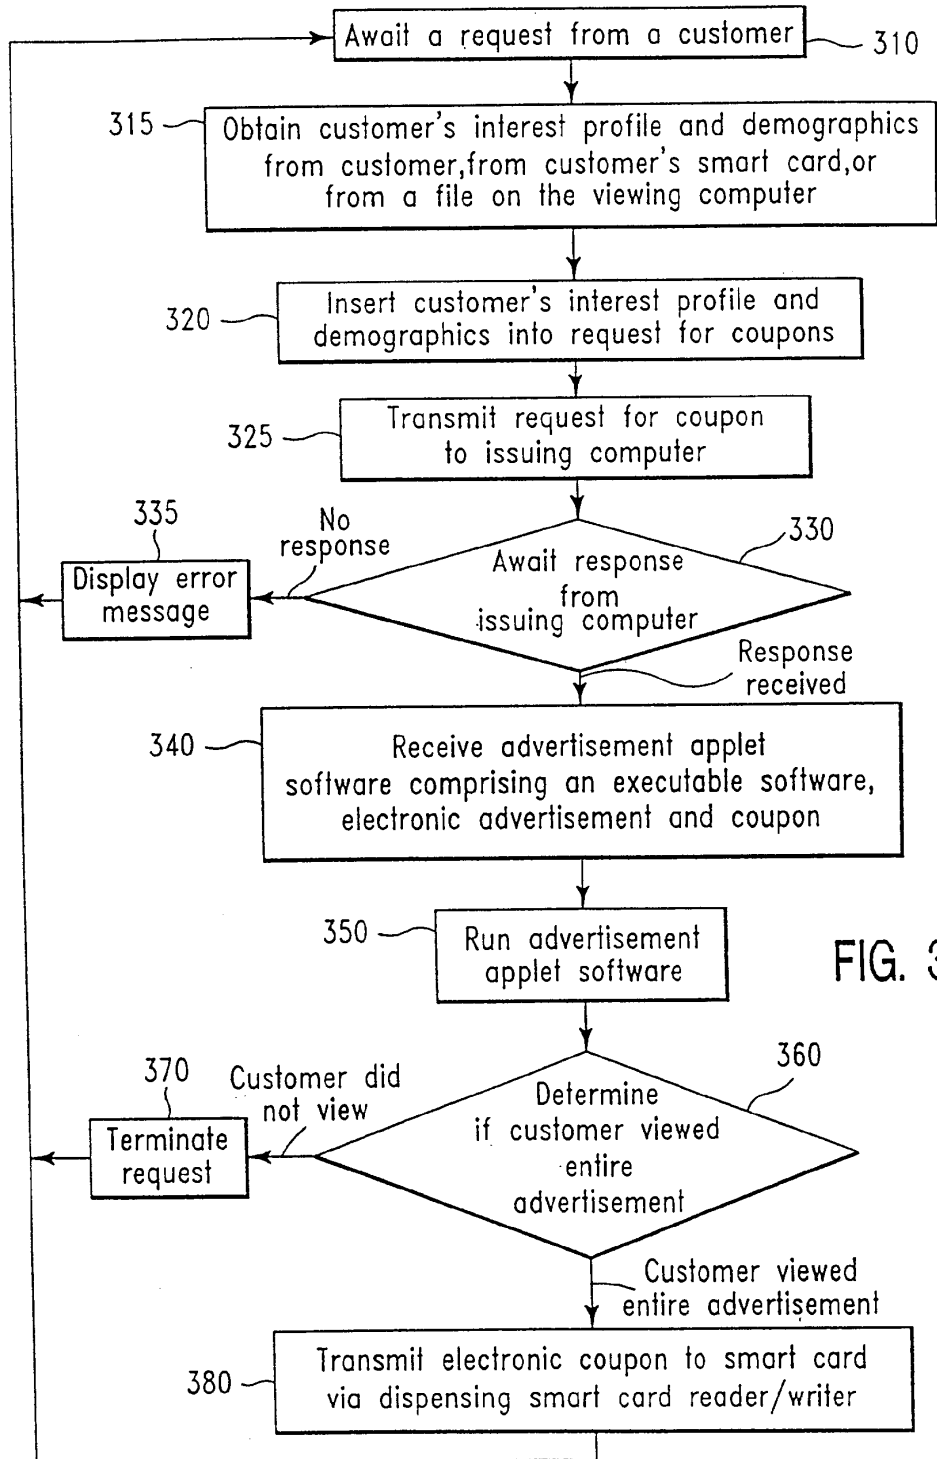 Await a request from a customer
310
315
Obtain customer's interest profile and demographics
from customer,from customer's smart card,or
from a file on the viewing computer
320
Insert customer's interest profile and
demographics into request for coupons
325
Transmit request for coupon
to issuing computer
335
No
response
330
Display error
message
Await response
from
issuing computer
Response
received
340
Receive advertisement applet
software comprising an executable software,
electronic advertisement and coupon
350
Run advertisement
applet software
FIG. 3
370
Customer did
not view
360
Terminate
request
Determine
if customer viewed
entire
advertisement
Customer viewed
entire advertisement
380
Transmit electronic coupon to smart card
via dispensing smart card reader/writer